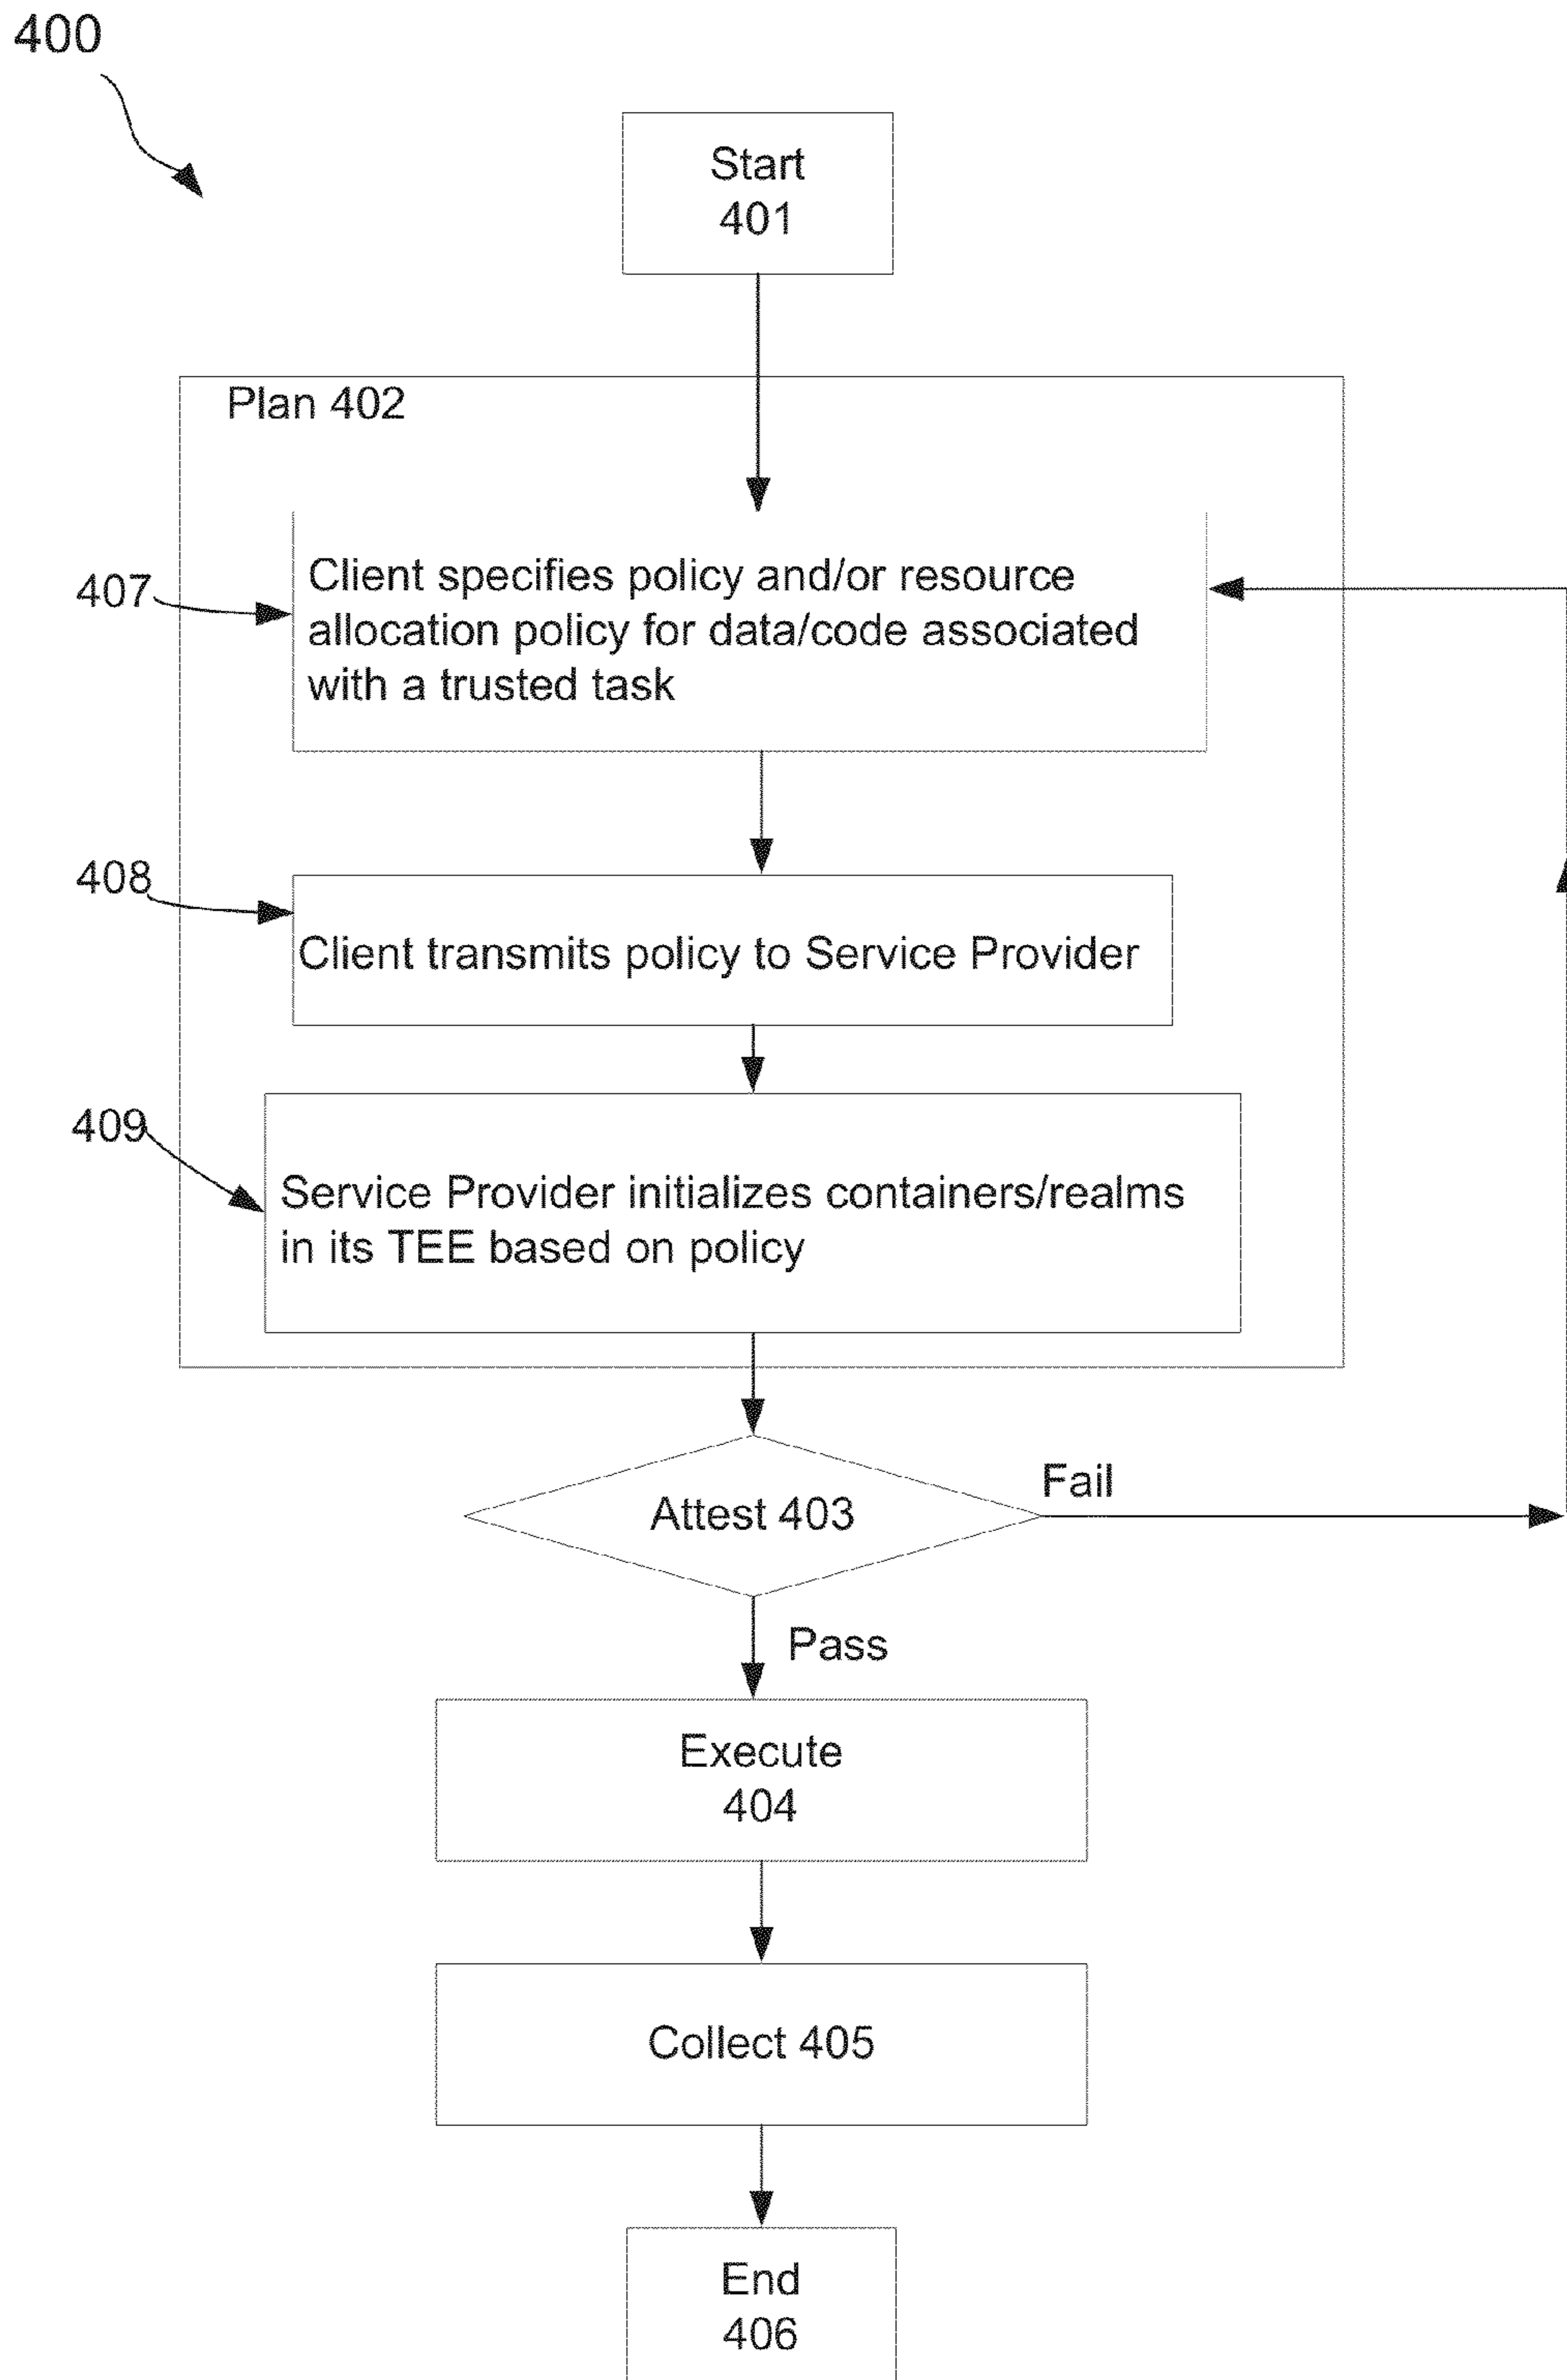 400
Start
401
Plan 402
407
Client specifies policy and/or resource
allocation policy for data/code associated
with a trusted task
408
Client transmits policy to Service Provider
409
Service Provider initializes containers/realms
in its TEE based on policy
Attest 403
Fail
Pass
Execute
404
Collect 405
End
406